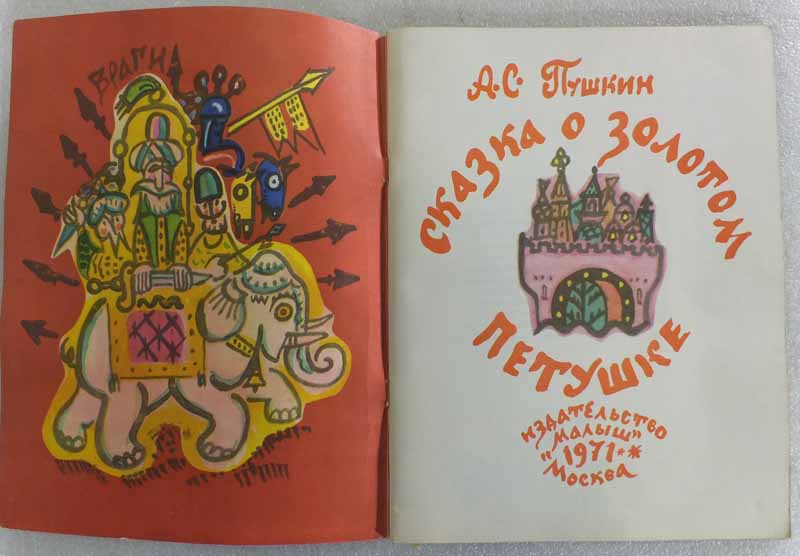 Враги
А.С. Пушкин
Сказка о золотом
петушке
издательство
"Малыш"
1971
Москва